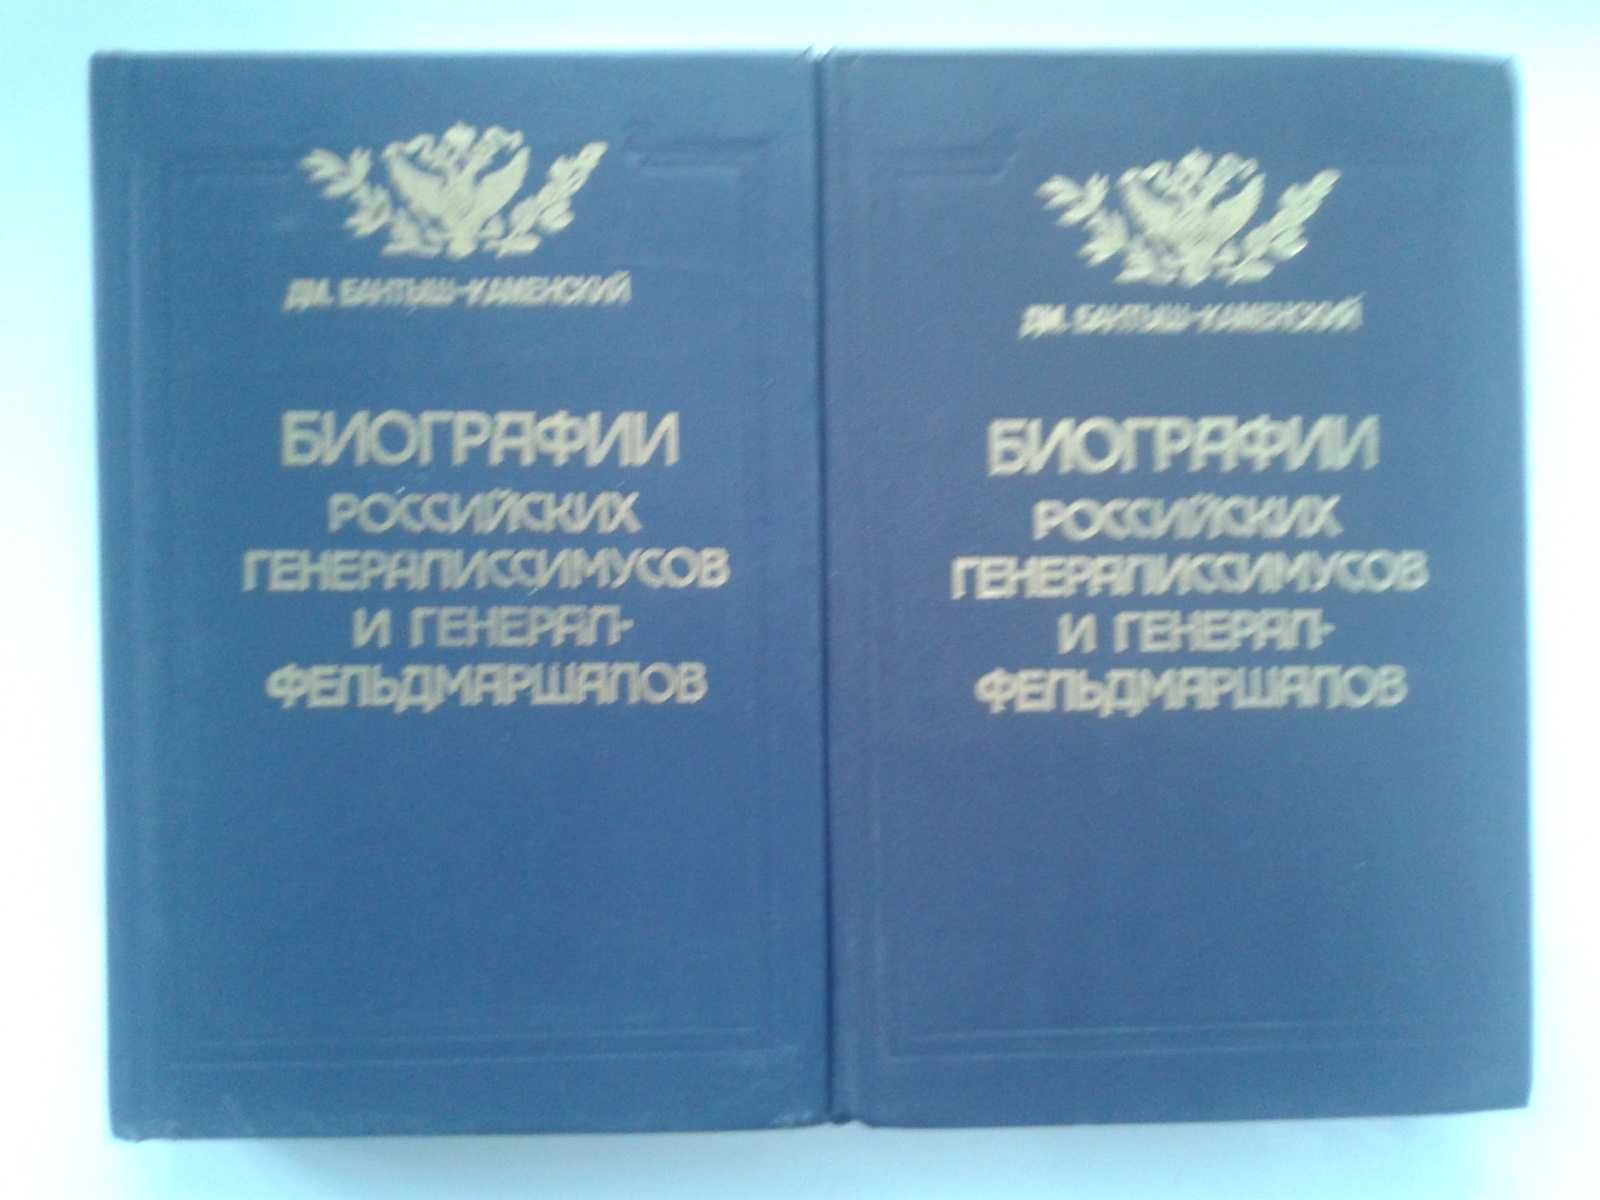 ДМ. БАНТЫШ-КАМЕНСКИЙ
БИОГРАФИИ
РОССИЙСКИХ
ГЕНЕРАЛИССИМУСОВ
И ГЕНЕРАЛ-
ФЕЛЬДМАРШАЛОВ
ДМ. БАНТЫШ-КАМЕНСКИЙ
БИОГРАФИИ
РОССИЙСКИХ
ГЕНЕРАЛИССИМУСОВ
И ГЕНЕРАЛ-
ФЕЛЬДМАРШАЛОВ